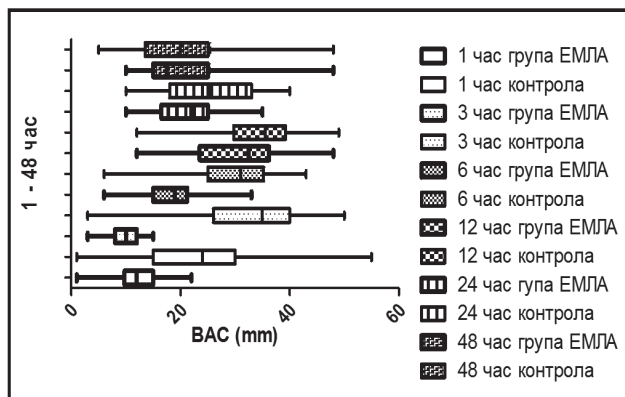 1 - 48 час
0
20
40
60
ВАС (mm)
1 час група ЕМЛА
1 час контрола
3 час група ЕМЛА
3 час контрола
6 час група ЕМЛА
6 час контрола
12 час група ЕМЛА
12 час контрола
24 час гупа ЕМЛА
24 час контрола
48 час група ЕМЛА
48 час контрола